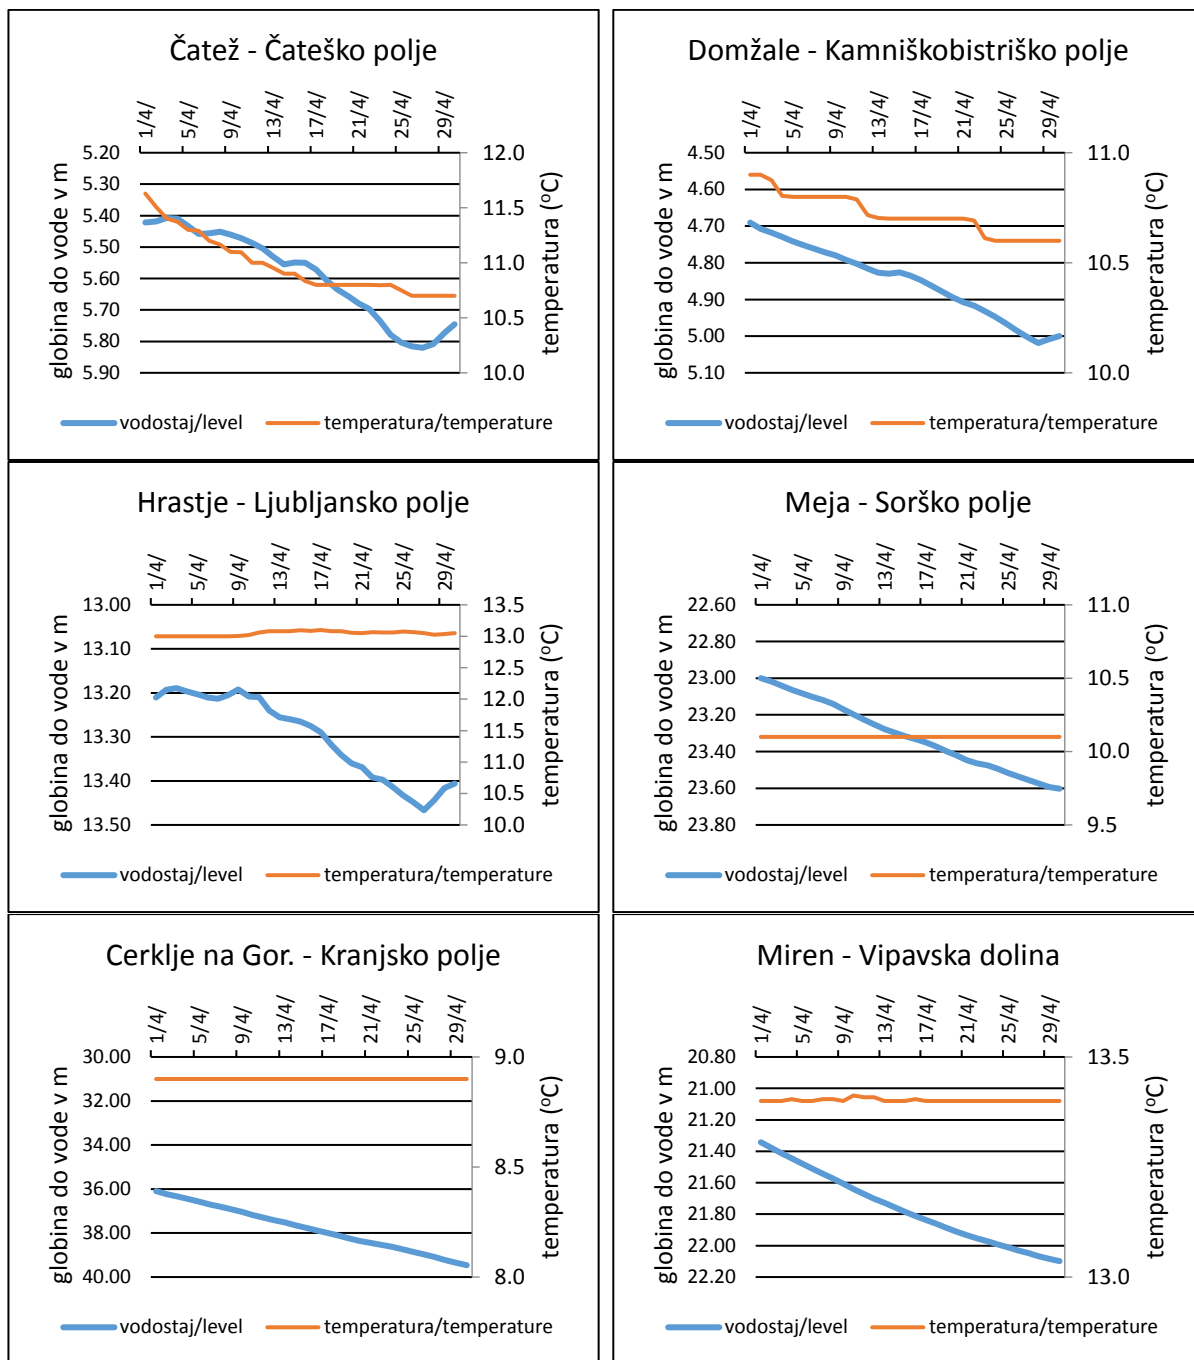 Čatež - Čateško polje
1/4/ 5/4/ 9/4/ 13/4/ 17/4/ 21/4/ 25/4/ 29/4/
globina do vode v m
5.20
5.30
5.40
5.50
5.60
5.70
5.80
5.90
12.0
11.5
11.0
10.5
10.0
temperatura (°C)
vodostaj/level temperatura/temperature
Domžale - Kamniškobistriško polje
1/4/ 5/4/ 9/4/ 13/4/ 17/4/ 21/4/ 25/4/ 29/4/
globina do vode v m
4.50
4.60
4.70
4.80
4.90
5.00
5.10
11.0
10.5
10.0
temperatura (°C)
vodostaj/level temperatura/temperature
Hrastje - Ljubljansko polje
1/4/ 5/4/ 9/4/ 13/4/ 17/4/ 21/4/ 25/4/ 29/4/
globina do vode v m
13.00
13.10
13.20
13.30
13.40
13.50
13.5
13.0
12.5
12.0
11.5
11.0
10.5
10.0
temperatura (°C)
vodostaj/level temperatura/temperature
Meja - Sorško polje
1/4/ 5/4/ 9/4/ 13/4/ 17/4/ 21/4/ 25/4/ 29/4/
globina do vode v m
22.60
22.80
23.00
23.20
23.40
23.60
23.80
11.0
10.5
10.0
9.5
temperatura (°C)
vodostaj/level temperatura/temperature
Cerklje na Gor. - Kranjsko polje
1/4/ 5/4/ 9/4/ 13/4/ 17/4/ 21/4/ 25/4/ 29/4/
globina do vode v m
30.00
32.00
34.00
36.00
38.00
40.00
9.0
8.5
8.0
temperatura (°C)
vodostaj/level temperatura/temperature
Miren - Vipavska dolina
1/4/ 5/4/ 9/4/ 13/4/ 17/4/ 21/4/ 25/4/ 29/4/
globina do vode v m
20.80
21.00
21.20
21.40
21.60
21.80
22.00
22.20
13.5
13.0
temperatura (°C)
vodostaj/level temperatura/temperature